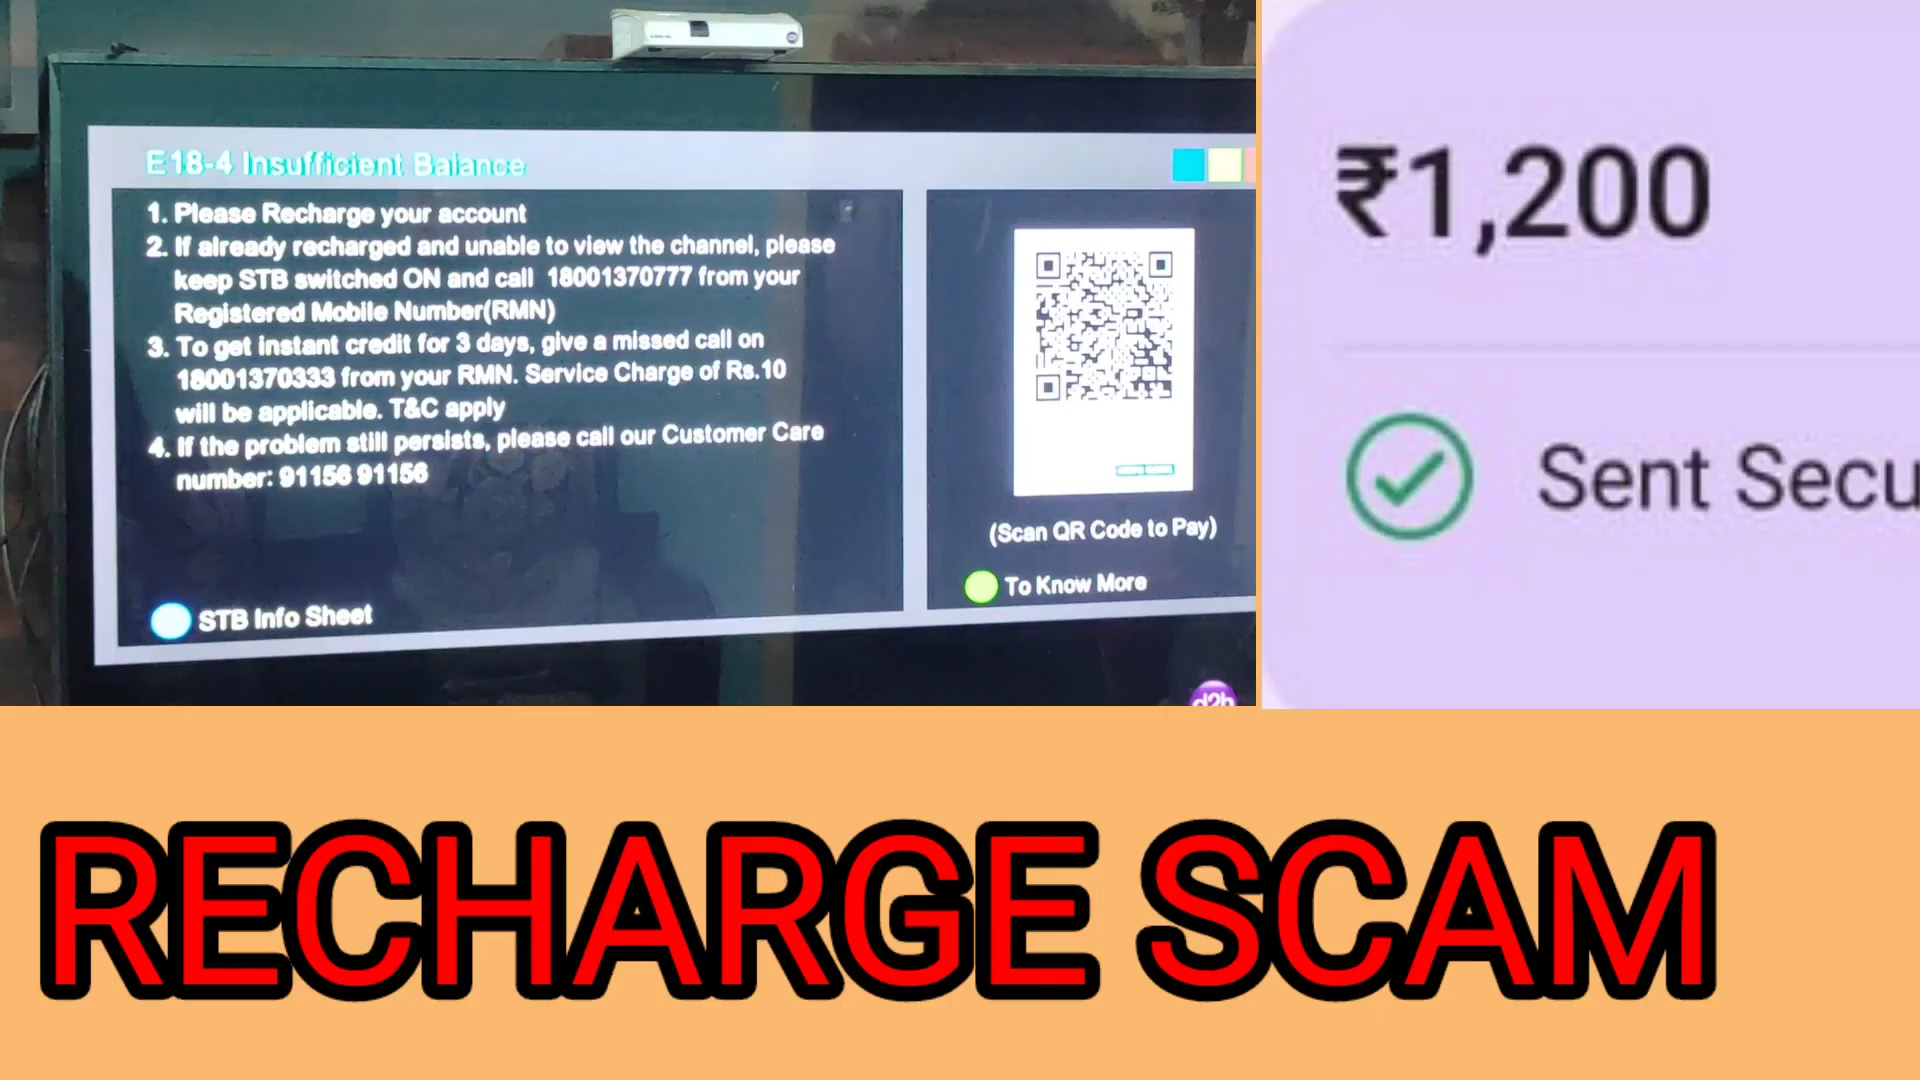 E18-4 Insufficient Balance
1. Please Recharge your account
2. If already recharged and unable to view the channel, please
keep STB switched ON and call 18001370777 from your
Registered Mobile Number(RMN)
3. To get instant credit for 3 days, give a missed call on
18001370333 from your RMN. Service Charge of Rs.10
will be applicable. T&C apply
4. If the problem still persists, please call our Customer Care
number: 91156 91156
STB Info Sheet
(Scan QR Code to Pay)
To Know More
d2h
₹1,200
Sent Secu
RECHARGE SCAM